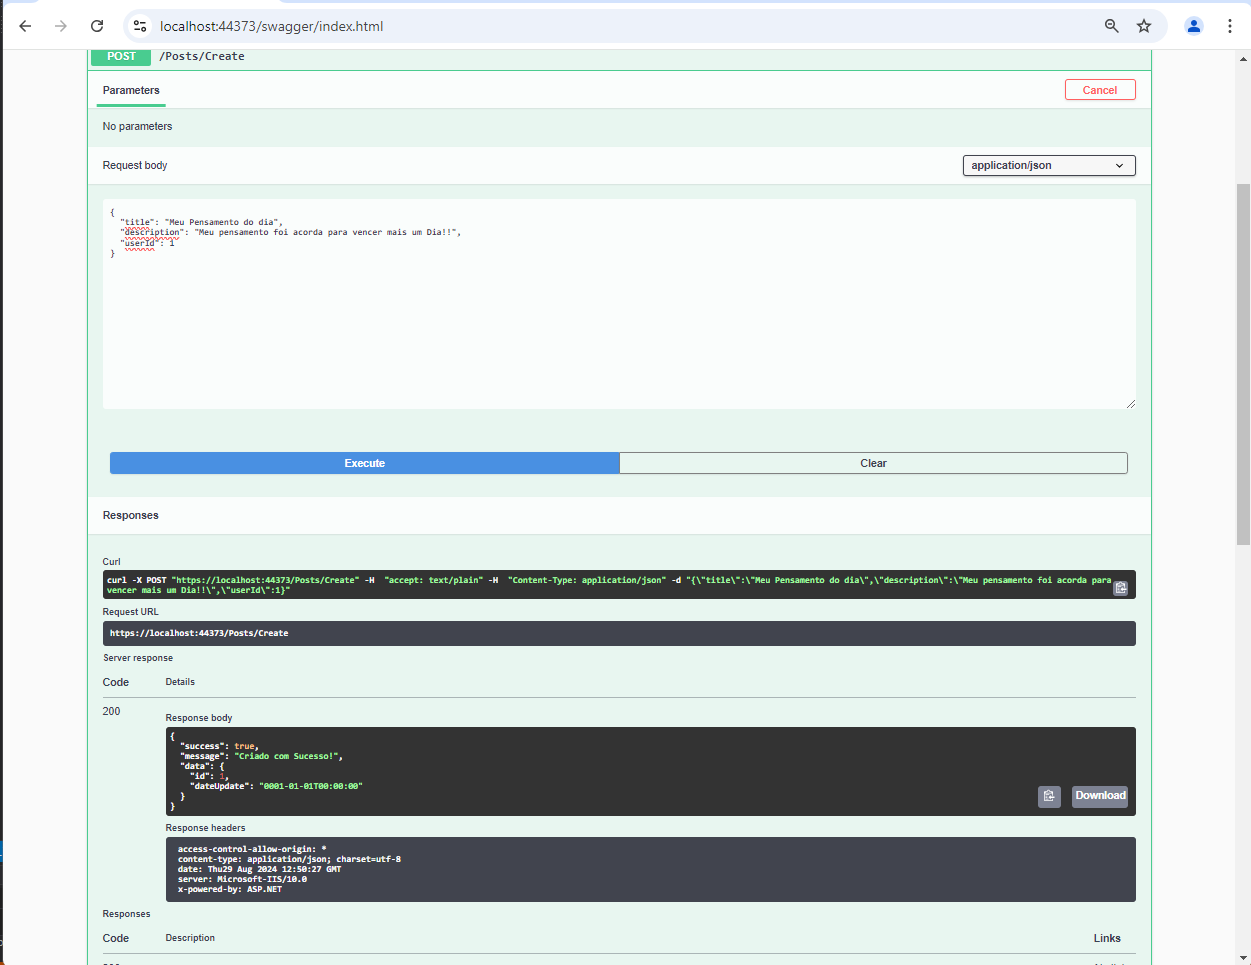 localhost:44373/swagger/index.html
POST /Posts/Create
Parameters
Cancel
No parameters
Request body
application/json
{
"title": "Meu Pensamento do dia",
"description": "Meu pensamento foi acorda para vencer mais um Dia!!",
"userId": 1
}
Execute
Clear
Responses
Curl
curl -X POST "https://localhost:44373/Posts/Create" -H  "accept: text/plain" -H  "Content-Type: application/json" -d "{\"title\":\"Meu Pensamento do dia\",\"description\":\"Meu pensamento foi acorda para
vencer mais um Dia!!\",\"userId\":1}"
Request URL
https://localhost:44373/Posts/Create
Server response
Code Details
200
Response body
{
"success": true,
"message": "Criado com Sucesso!",
"data": {
"id": 1,
"dateUpdate": "0001-01-01T00:00:00"
}
}
Download
Response headers
access-control-allow-origin: *
content-type: application/json; charset=utf-8
date: Thu29 Aug 2024 12:50:27 GMT
server: Microsoft-IIS/10.0
x-powered-by: ASP.NET
Responses
Code Description Links